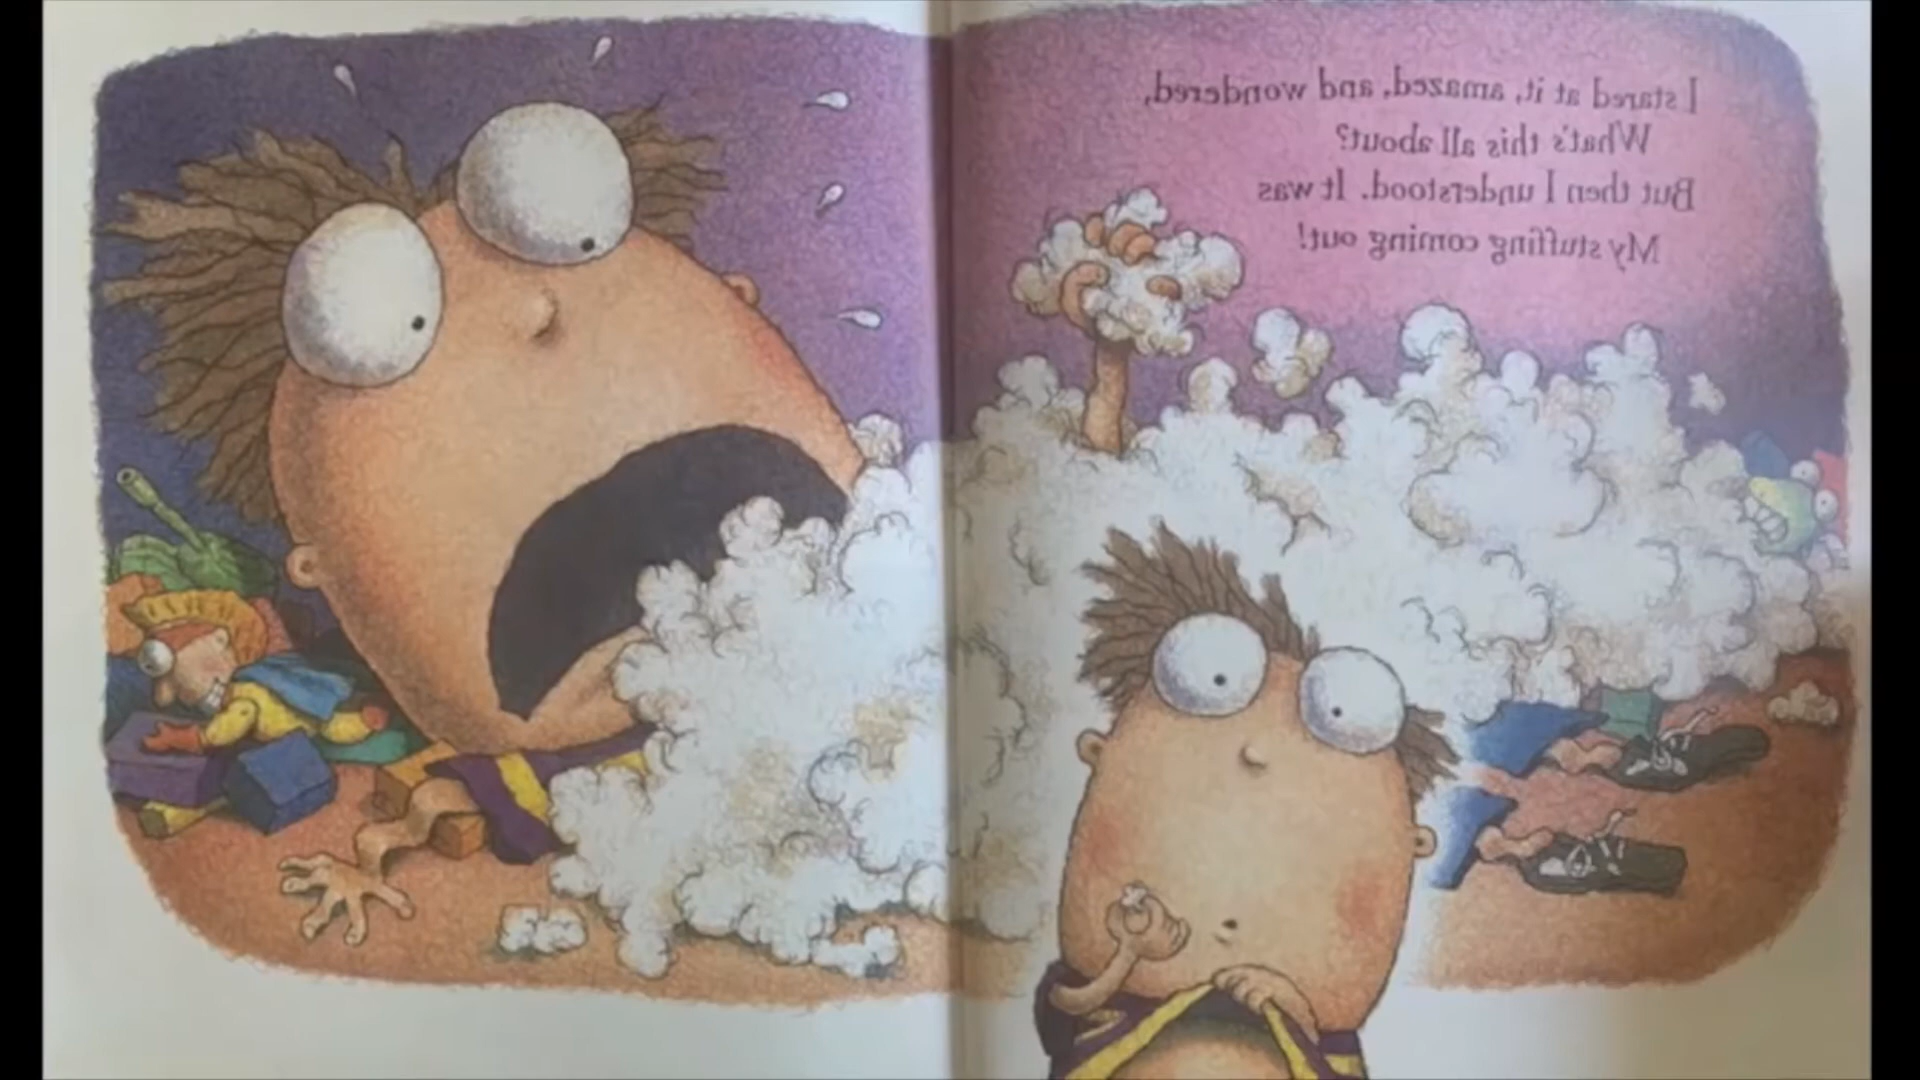 I stared at it, amazed, and wondered,
What's this all about?
But then I understood. It was
My stuffing coming out!